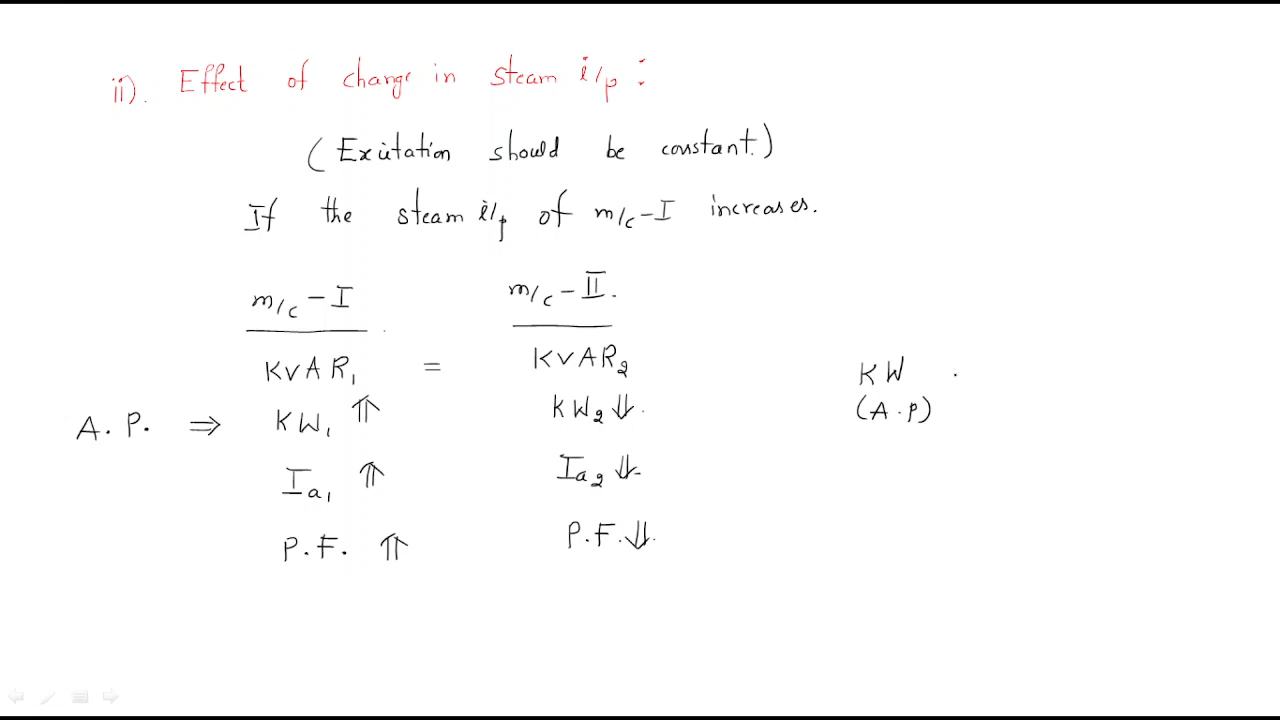 ii). Effect of change in steam i/p :
(Exitation should be constant.)
If the steam i/p of m/c-I increases.
m/c - I m/c - II.
KVAR₁ = KVAR₂
A.P. ⇒ KW₁ ⇑ KW₂ ⇓. KW
(A.P)
Ia₁ ⇑ Ia₂ ⇓
P.F. ⇑ P.F. ⇓.